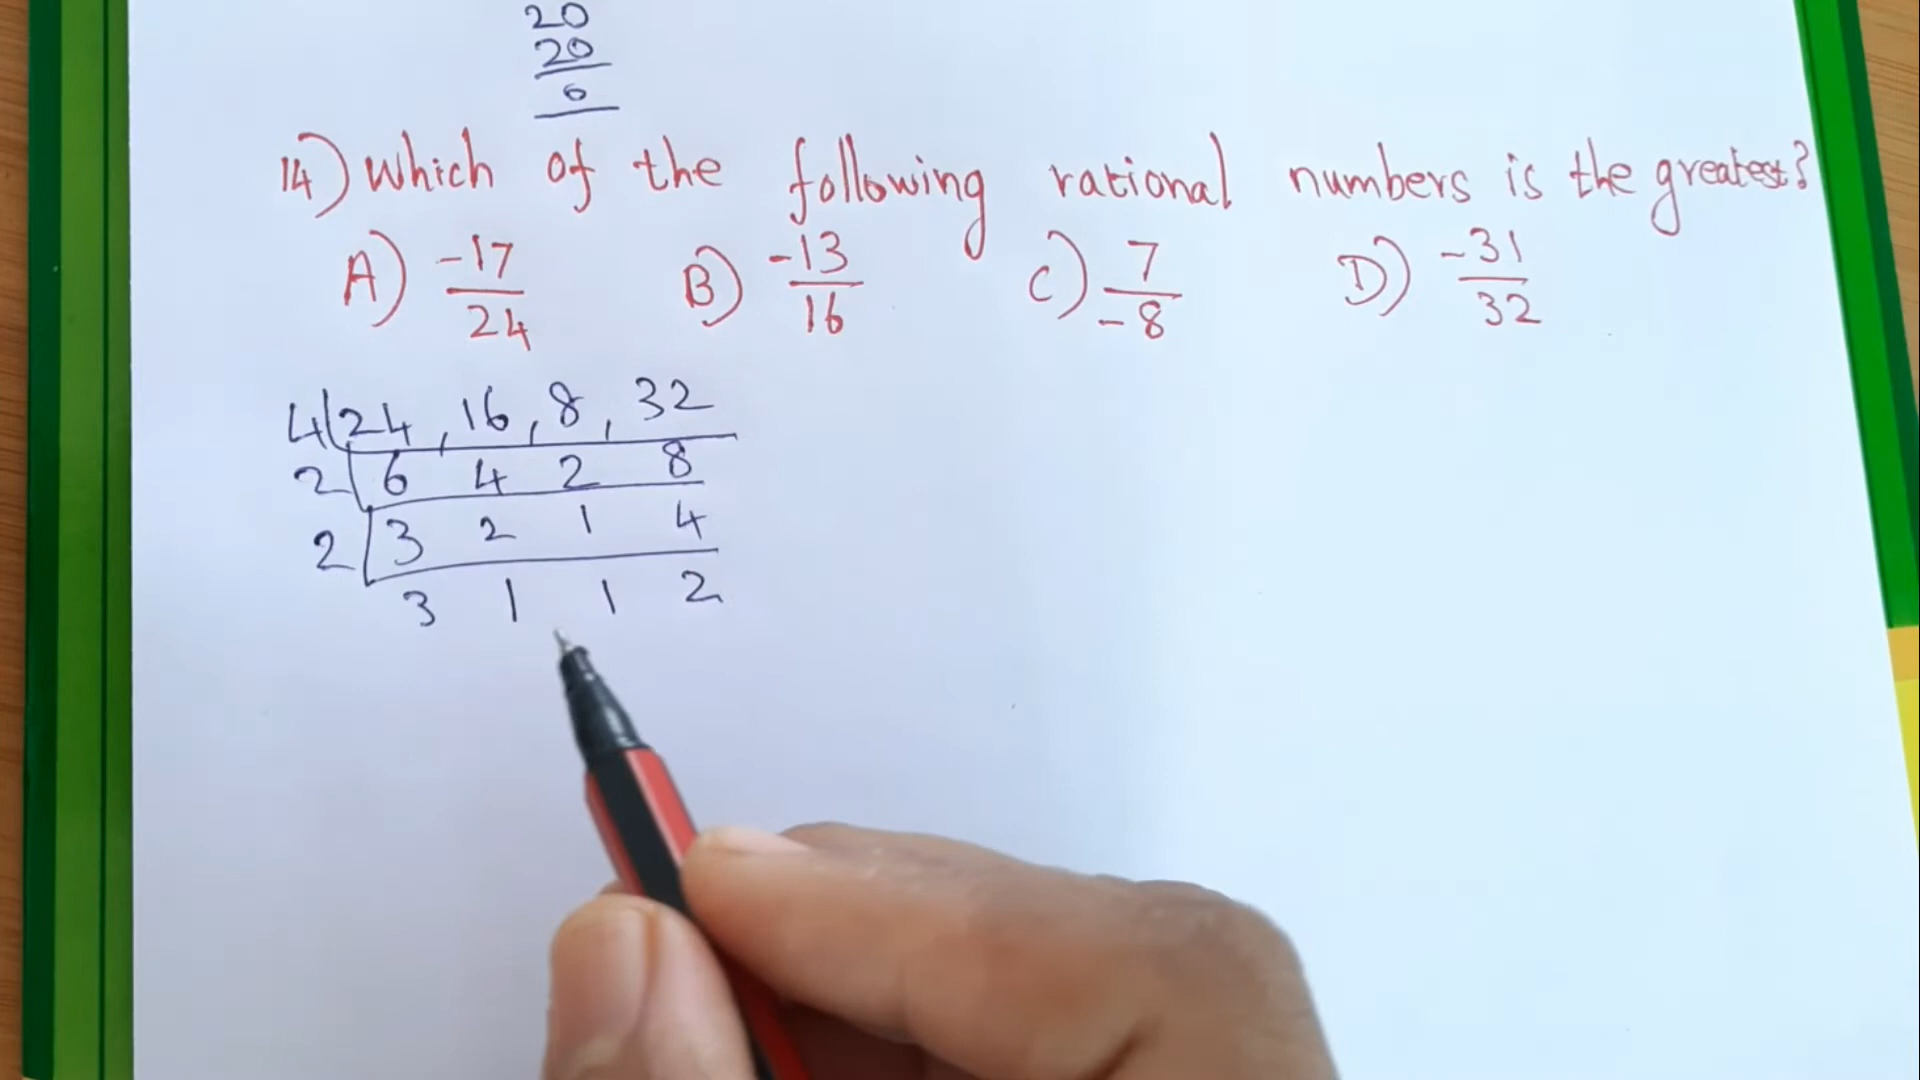 20
20
0
14) Which of the following rational numbers is the greatest?
A) -17/24 B) -13/16 C) 7/-8 D) -31/32
4 24, 16, 8, 32
2 6 4 2 8
2 3 2 1 4
3 1 1 2